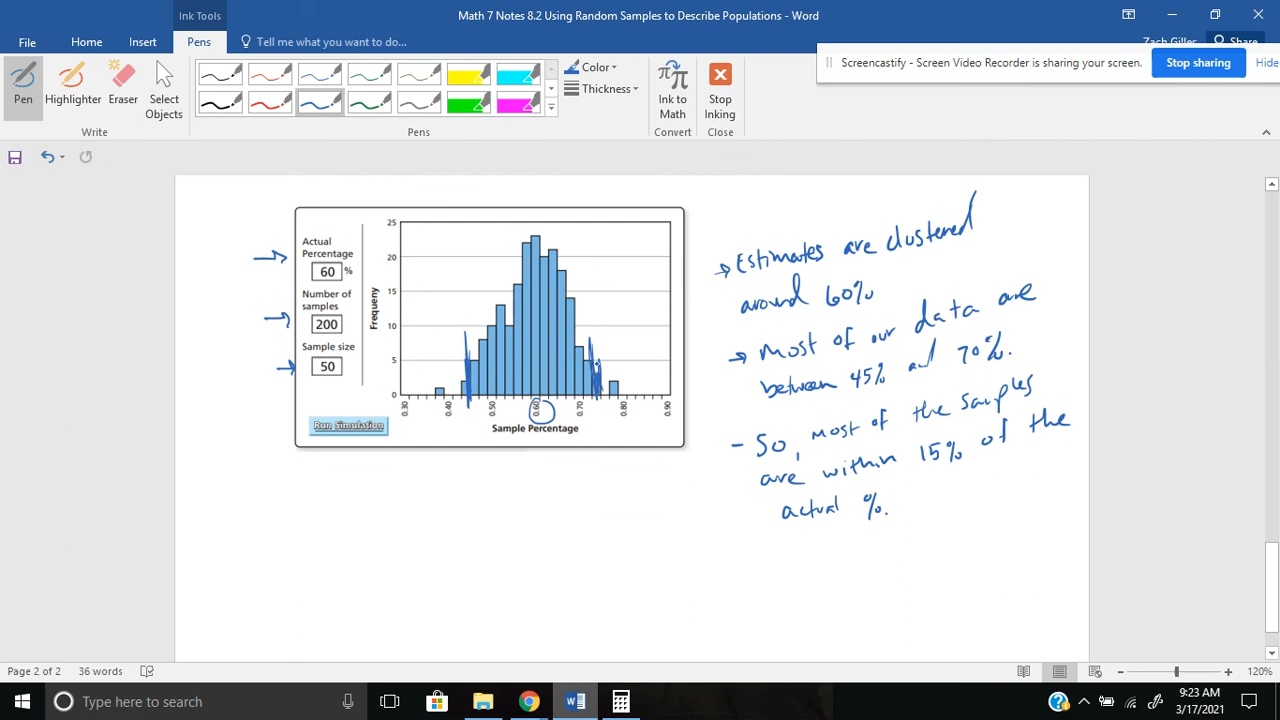 Ink Tools
Math 7 Notes 8.2 Using Random Samples to Describe Populations - Word
File
Home
Insert
Pens
Tell me what you want to do...
Zach Gilles
Share
Screencastify - Screen Video Recorder is sharing your screen.
Stop sharing
Hide
Pen
Highlighter
Eraser
Select
Objects
Color
Thickness
Ink to
Math
Stop
Inking
Write
Pens
Convert
Close
Actual
Percentage
60 %
Number of
samples
200
Sample size
50
Run Simulation
Frequeny
25
20
15
10
5
0
0.30
0.40
0.50
0.60
0.70
0.80
0.90
Sample Percentage
→ Estimates are clustered
around 60%
→ Most of our data are
between 45% and 70%.
- So, most of the samples
are within 15% of the
actual %.
Page 2 of 2
36 words
120%
Type here to search
9:23 AM
3/17/2021